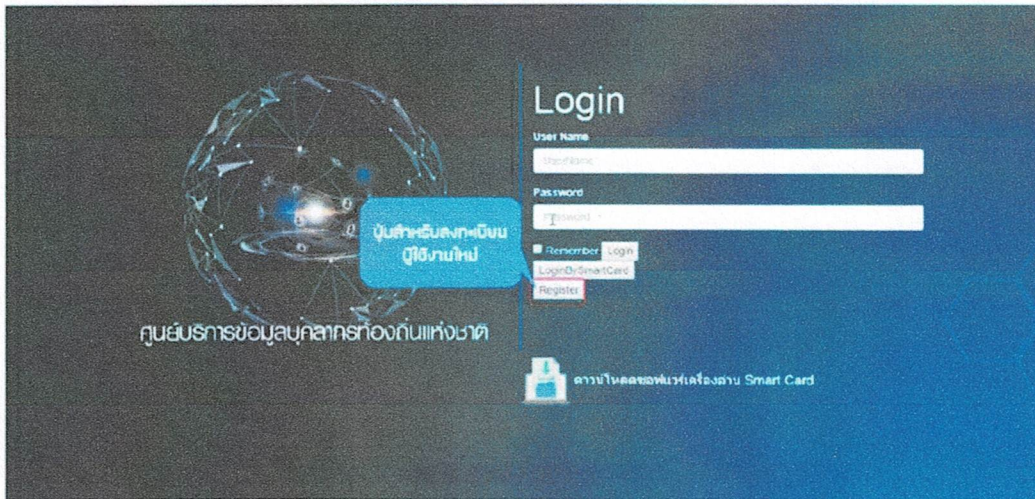 Login
User Name
UserName
Password
Password
Remember Login
LoginBySmartCard
Register
ปุ่มสำหรับลงทะเบียน
ผู้ใช้งานใหม่
ศูนย์บริการข้อมูลบุคลากรท้องถิ่นแห่งชาติ
ดาวน์โหลดซอฟแวร์เครื่องอ่าน Smart Card